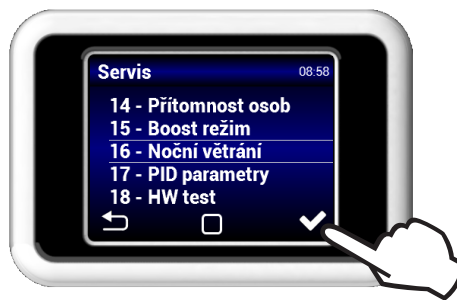 Servis 08:58
14 - Přítomnost osob
15 - Boost režim
16 - Noční větrání
17 - PID parametry
18 - HW test